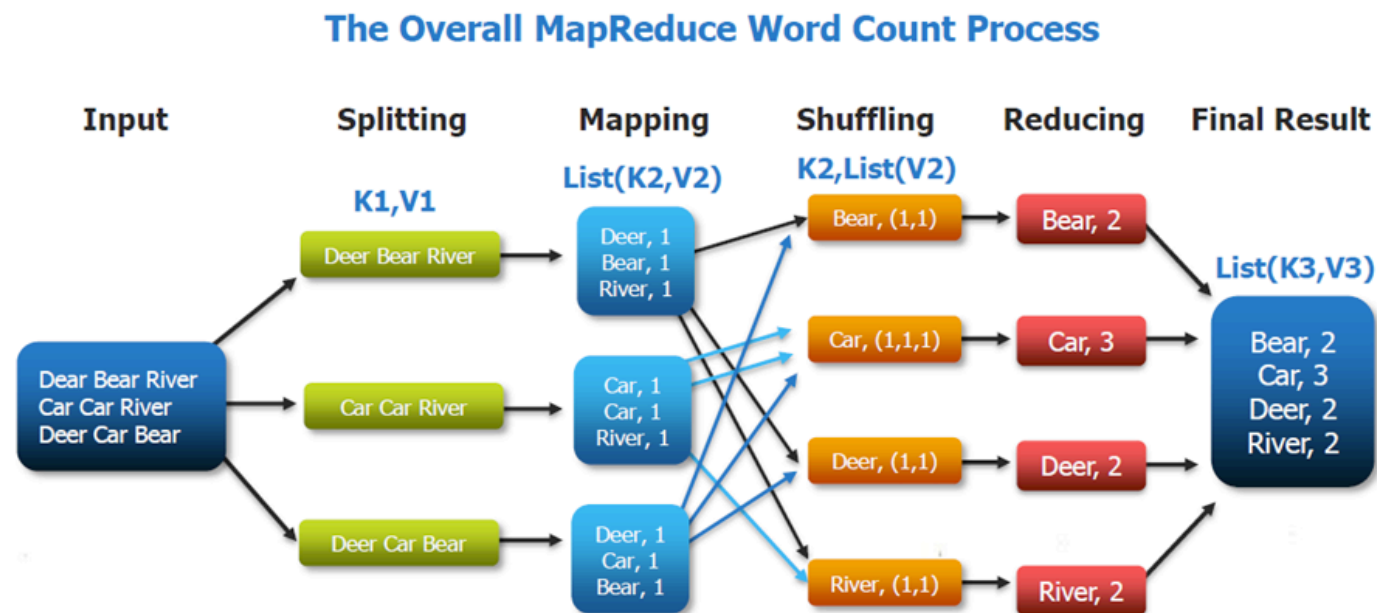 The Overall MapReduce Word Count Process
Input
Splitting
Mapping
Shuffling
Reducing
Final Result
K1,V1
List(K2,V2)
K2,List(V2)
List(K3,V3)
Dear Bear River
Car Car River
Deer Car Bear
Deer Bear River
Car Car River
Deer Car Bear
Deer, 1
Bear, 1
River, 1
Car, 1
Car, 1
River, 1
Deer, 1
Car, 1
Bear, 1
Bear, (1,1)
Car, (1,1,1)
Deer, (1,1)
River, (1,1)
Bear, 2
Car, 3
Deer, 2
River, 2
Bear, 2
Car, 3
Deer, 2
River, 2